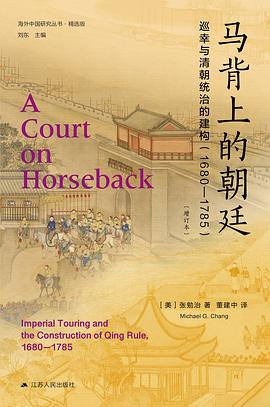 海外中国研究丛书·精选版
刘东 主编
马背上的朝廷
巡幸与清朝统治的建构(1680—1785)
(增订本)
A
Court
on
Horseback
Imperial Touring and
the Construction of Qing Rule,
1680—1785
[美] 张勉治 著 董建中 译
Michael G. Chang
江苏人民出版社